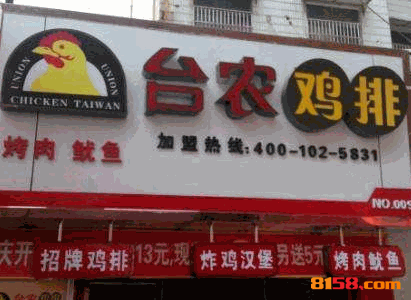 UNION UNION
CHICKEN TAIWAN
台农鸡排
烤肉 鱿鱼
加盟热线:400-102-5831
NO.009
庆开
13元,现
另送5元
招牌鸡排
炸鸡汉堡
烤肉鱿鱼
8158.com